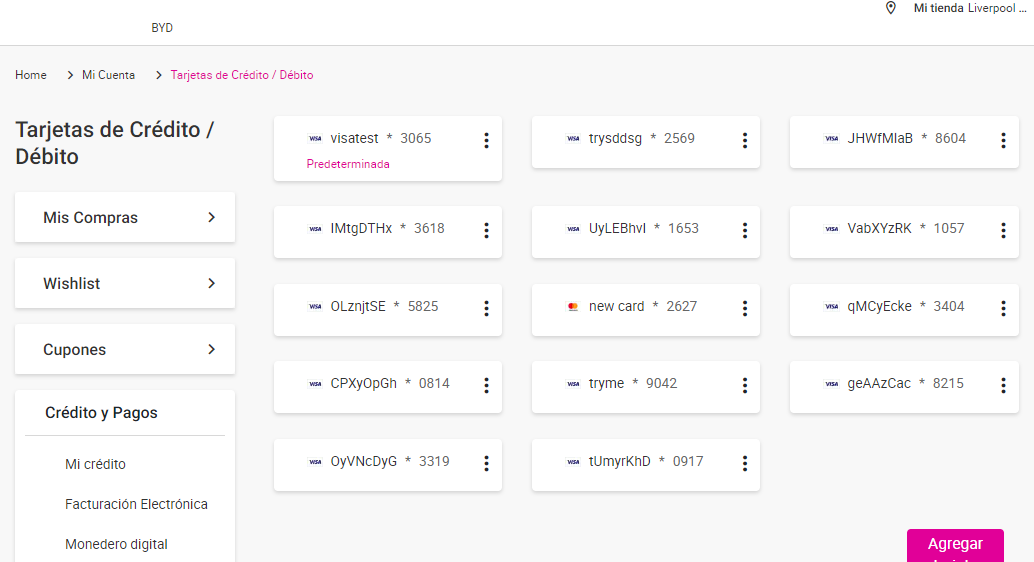 Mi tienda Liverpool ...
BYD
Home > Mi Cuenta > Tarjetas de Crédito / Débito
Tarjetas de Crédito /
Débito
Mis Compras
Wishlist
Cupones
Crédito y Pagos
Mi crédito
Facturación Electrónica
Monedero digital
VISA visatest * 3065
Predeterminada
VISA trysddsg * 2569
VISA JHWfMlaB * 8604
VISA IMtgDTHx * 3618
VISA UyLEBhvI * 1653
VISA VabXYzRK * 1057
VISA OLznjtSE * 5825
new card * 2627
VISA qMCyEcke * 3404
VISA CPXyOpGh * 0814
VISA tryme * 9042
VISA geAAzCac * 8215
VISA OyVNcDyG * 3319
VISA tUmyrKhD * 0917
Agregar